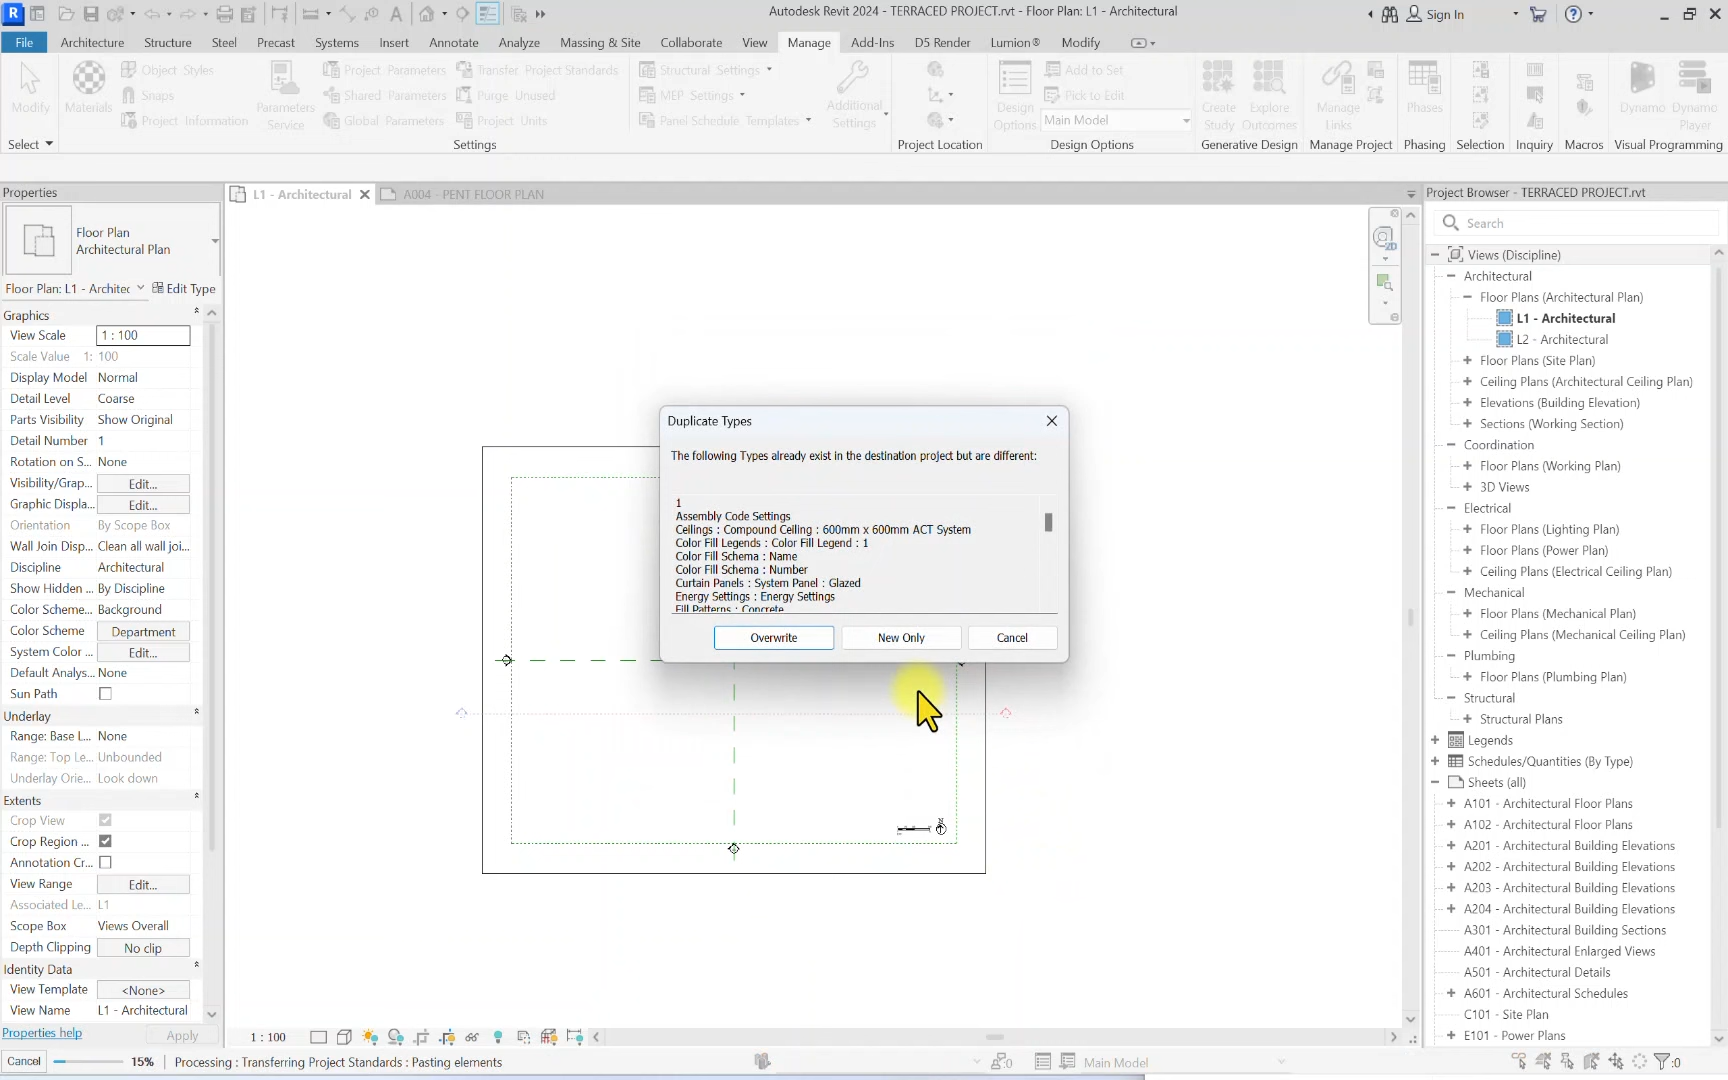 Autodesk Revit 2024 - TERRACED PROJECT.rvt - Floor Plan: L1 - Architectural
Sign In
File Architecture Structure Steel Precast Systems Insert Annotate Analyze Massing & Site Collaborate View Manage Add-Ins D5 Render Lumion® Modify
Modify
Materials
Object Styles
Snaps
Project Information
Parameters Service
Project Parameters
Shared Parameters
Global Parameters
Transfer Project Standards
Purge Unused
Project Units
Structural Settings
MEP Settings
Panel Schedule Templates
Additional Settings
Design Options
Add to Set
Pick to Edit
Main Model
Create Study
Explore Outcomes
Manage Links
Phases
Dynamo
Dynamo Player
Select
Settings
Project Location
Design Options
Generative Design
Manage Project
Phasing
Selection
Inquiry
Macros
Visual Programming
Properties
Floor Plan
Architectural Plan
Floor Plan: L1 - Architec
Edit Type
Graphics
View Scale 1 : 100
Scale Value 1: 100
Display Model Normal
Detail Level Coarse
Parts Visibility Show Original
Detail Number 1
Rotation on S... None
Visibility/Grap... Edit...
Graphic Displa... Edit...
Orientation By Scope Box
Wall Join Disp... Clean all wall joi...
Discipline Architectural
Show Hidden ... By Discipline
Color Scheme... Background
Color Scheme Department
System Color ... Edit...
Default Analys... None
Sun Path
Underlay
Range: Base L... None
Range: Top Le... Unbounded
Underlay Orie... Look down
Extents
Crop View
Crop Region ...
Annotation Cr...
View Range Edit...
Associated Le... L1
Scope Box Views Overall
Depth Clipping No clip
Identity Data
View Template <None>
View Name L1 - Architectural
Properties help Apply
L1 - Architectural
A004 - PENT FLOOR PLAN
2D
Duplicate Types
The following Types already exist in the destination project but are different:
1
Assembly Code Settings
Ceilings : Compound Ceiling : 600mm x 600mm ACT System
Color Fill Legends : Color Fill Legend : 1
Color Fill Schema : Name
Color Fill Schema : Number
Curtain Panels : System Panel : Glazed
Energy Settings : Energy Settings
Fill Patterns : Concrete
Overwrite New Only Cancel
Project Browser - TERRACED PROJECT.rvt
Search
Views (Discipline)
Architectural
Floor Plans (Architectural Plan)
L1 - Architectural
L2 - Architectural
Floor Plans (Site Plan)
Ceiling Plans (Architectural Ceiling Plan)
Elevations (Building Elevation)
Sections (Working Section)
Coordination
Floor Plans (Working Plan)
3D Views
Electrical
Floor Plans (Lighting Plan)
Floor Plans (Power Plan)
Ceiling Plans (Electrical Ceiling Plan)
Mechanical
Floor Plans (Mechanical Plan)
Ceiling Plans (Mechanical Ceiling Plan)
Plumbing
Floor Plans (Plumbing Plan)
Structural
Structural Plans
Legends
Schedules/Quantities (By Type)
Sheets (all)
A101 - Architectural Floor Plans
A102 - Architectural Floor Plans
A201 - Architectural Building Elevations
A202 - Architectural Building Elevations
A203 - Architectural Building Elevations
A204 - Architectural Building Elevations
A301 - Architectural Building Sections
A401 - Architectural Enlarged Views
A501 - Architectural Details
A601 - Architectural Schedules
C101 - Site Plan
E101 - Power Plans
1 : 100
Cancel 15% Processing : Transferring Project Standards : Pasting elements
:0
Main Model
:0